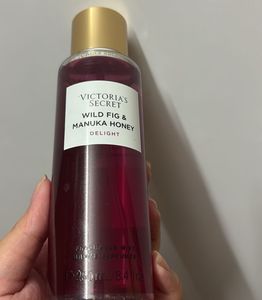 VICTORIA'S
SECRET
WILD FIG &
MANUKA HONEY
DELIGHT